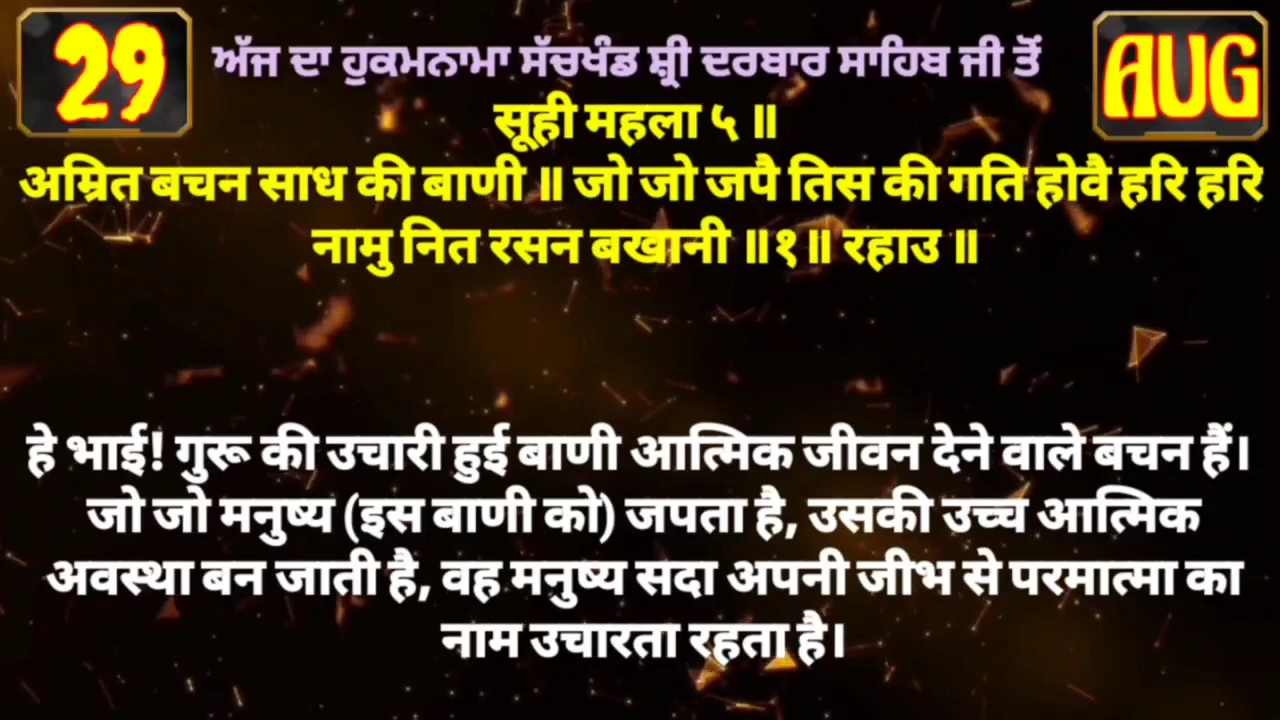 29
ਅੱਜ ਦਾ ਹੁਕਮਨਾਮਾ ਸੱਚਖੰਡ ਸ਼੍ਰੀ ਦਰਬਾਰ ਸਾਹਿਬ ਜੀ ਤੋਂ
AUG
सूही महला ५ ॥
अम्रित बचन साध की बाणी ॥ जो जो जपै तिस की गति होवै हरि हरि
नामु नित रसन बखानी ॥१॥ रहाउ ॥
हे भाई! गुरू की उचारी हुई बाणी आत्मिक जीवन देने वाले बचन हैं।
जो जो मनुष्य (इस बाणी को) जपता है, उसकी उच्च आत्मिक
अवस्था बन जाती है, वह मनुष्य सदा अपनी जीभ से परमात्मा का
नाम उचारता रहता है।